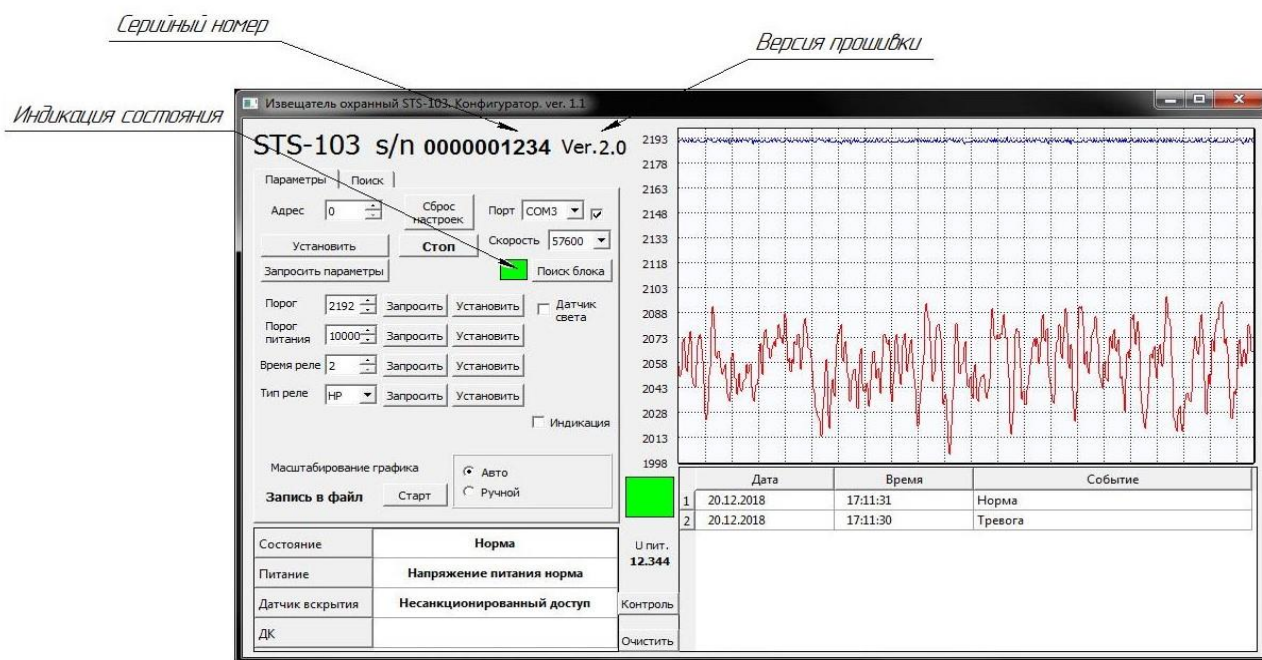 Серийный номер
Версия прошивки
Индикация состояния
Извещатель охранный STS-103. Конфигуратор. ver. 1.1
STS-103 s/n 0000001234 Ver.2.0
Параметры Поиск
Адрес 0 Сброс настроек Порт COM3
Установить Стоп Скорость 57600
Запросить параметры Поиск блока
Порог 2192 Запросить Установить Датчик света
Порог питания 10000 Запросить Установить
Время реле 2 Запросить Установить
Тип реле НР Запросить Установить
Индикация
Масштабирование графика Авто
Запись в файл Старт Ручной
2193
2178
2163
2148
2133
2118
2103
2088
2073
2058
2043
2028
2013
1998
Дата Время Событие
1 20.12.2018 17:11:31 Норма
2 20.12.2018 17:11:30 Тревога
Состояние Норма
Питание Напряжение питания норма
Датчик вскрытия Несанкционированный доступ
ДК
U пит.
12.344
Контроль
Очистить